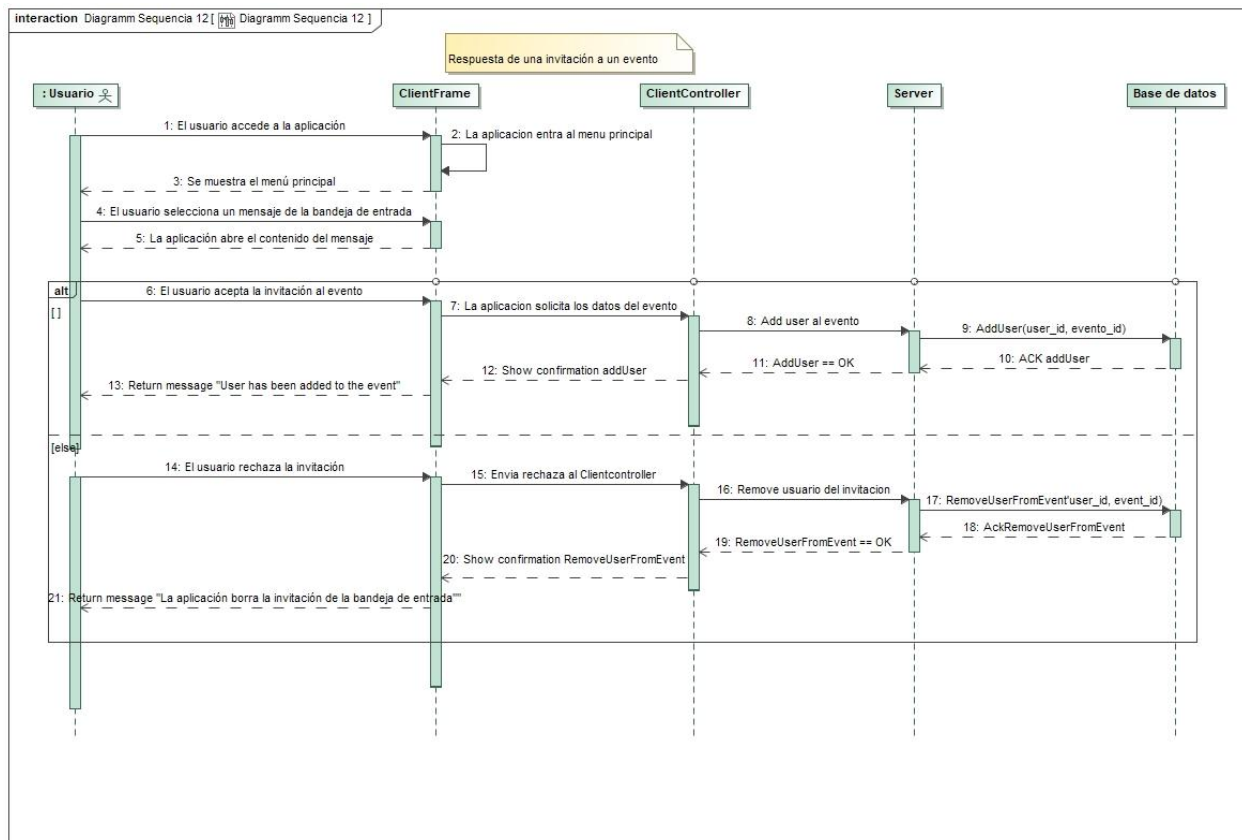 interaction Diagramm Sequencia 12 [ Diagramm Sequencia 12 ]
Respuesta de una invitación a un evento
: Usuario
ClientFrame
ClientController
Server
Base de datos
1: El usuario accede a la aplicación
2: La aplicacion entra al menu principal
3: Se muestra el menú principal
4: El usuario selecciona un mensaje de la bandeja de entrada
5: La aplicación abre el contenido del mensaje
alt
[ ]
6: El usuario acepta la invitación al evento
7: La aplicacion solicita los datos del evento
8: Add user al evento
9: AddUser(user_id, evento_id)
10: ACK addUser
11: AddUser == OK
12: Show confirmation addUser
13: Return message "User has been added to the event"
[else]
14: El usuario rechaza la invitación
15: Envia rechaza al Clientcontroller
16: Remove usuario del invitacion
17: RemoveUserFromEvent'user_id, event_id)
18: AckRemoveUserFromEvent
19: RemoveUserFromEvent == OK
20: Show confirmation RemoveUserFromEvent
21: Return message "La aplicación borra la invitación de la bandeja de entrada""